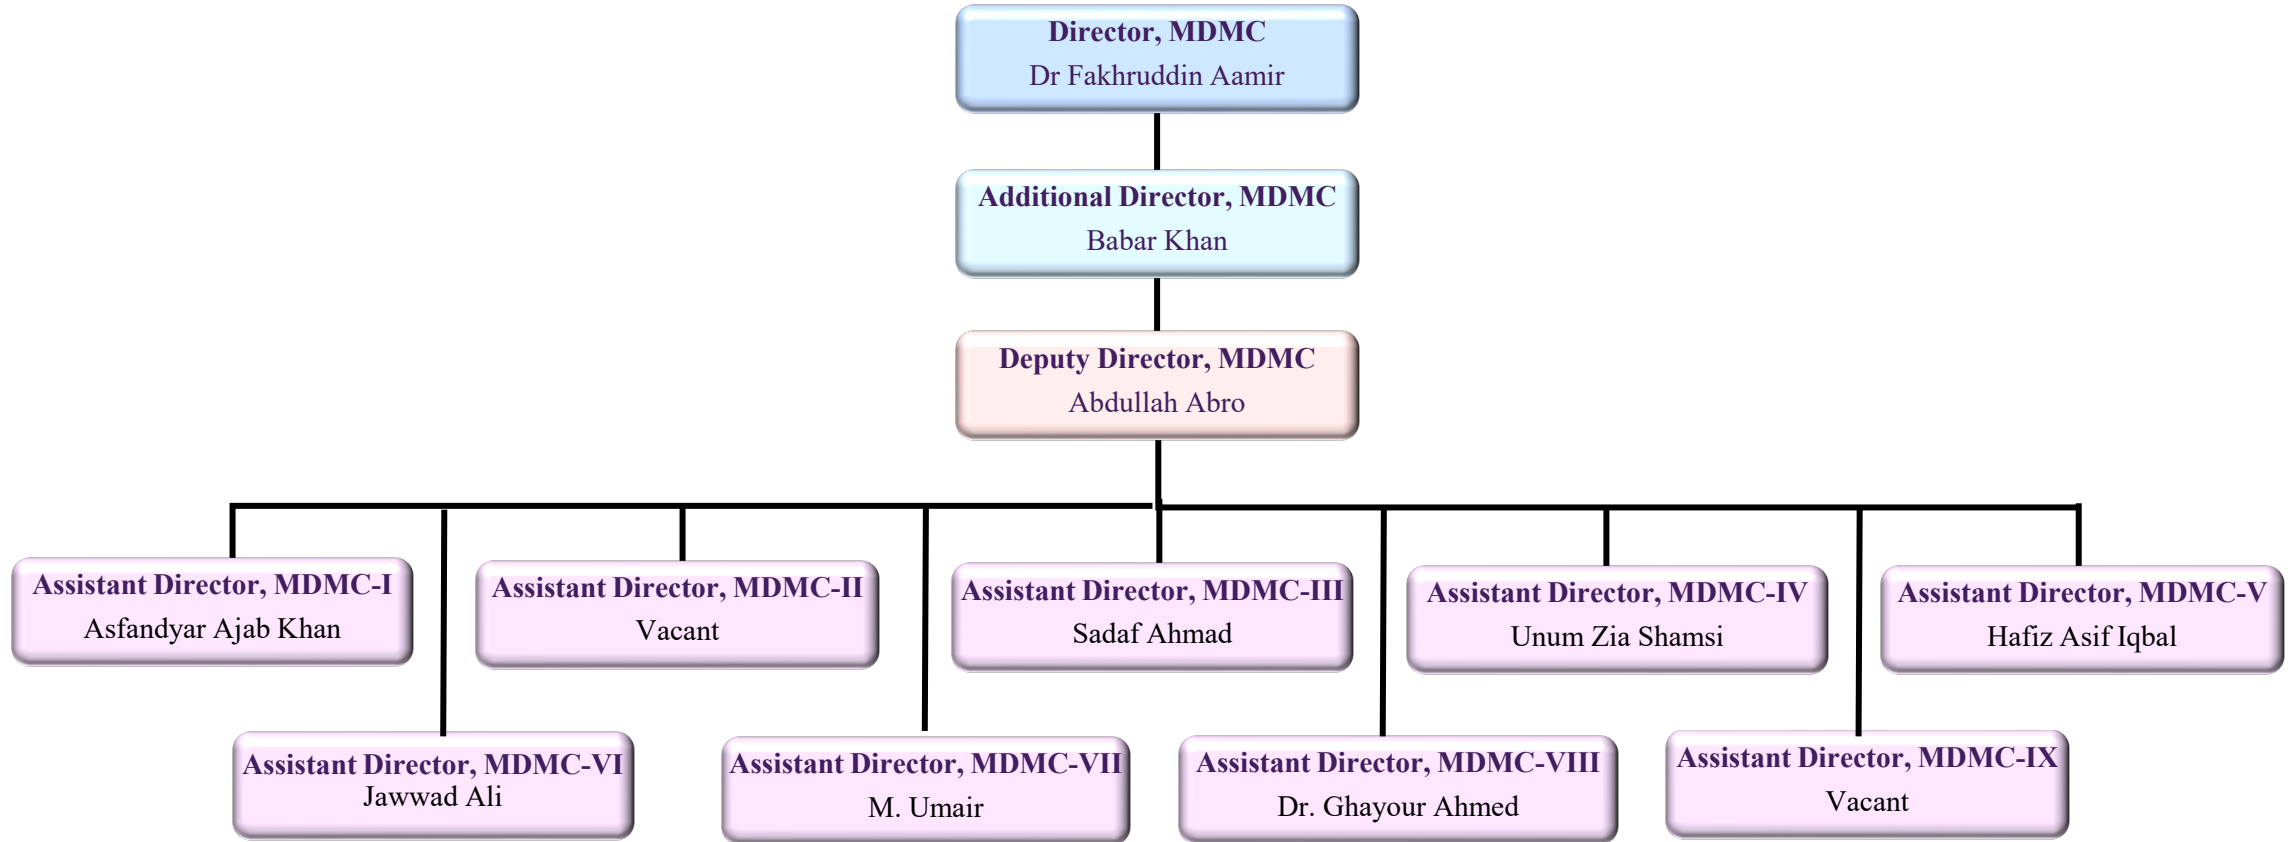 Director, MDMC
Dr Fakhruddin Aamir
Additional Director, MDMC
Babar Khan
Deputy Director, MDMC
Abdullah Abro
Assistant Director, MDMC-I
Asfandyar Ajab Khan
Assistant Director, MDMC-II
Vacant
Assistant Director, MDMC-III
Sadaf Ahmad
Assistant Director, MDMC-IV
Unum Zia Shamsi
Assistant Director, MDMC-V
Hafiz Asif Iqbal
Assistant Director, MDMC-VI
Jawwad Ali
Assistant Director, MDMC-VII
M. Umair
Assistant Director, MDMC-VIII
Dr. Ghayour Ahmed
Assistant Director, MDMC-IX
Vacant